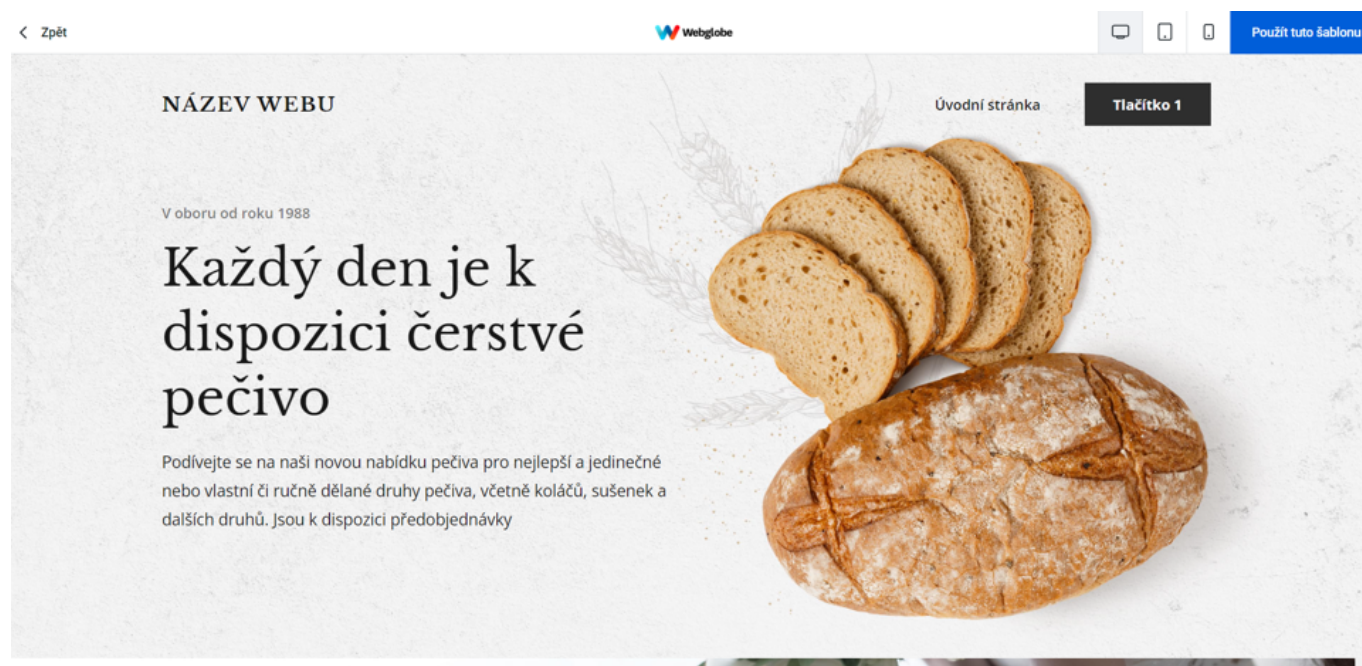 Zpět
Webglobe
Použít tuto šablonu
NÁZEV WEBU
Úvodní stránka
Tlačítko 1
V oboru od roku 1988
Každý den je k
dispozici čerstvé
pečivo
Podívejte se na naši novou nabídku pečiva pro nejlepší a jedinečné
nebo vlastní či ručně dělané druhy pečiva, včetně koláčů, sušenek a
dalších druhů. Jsou k dispozici předobjednávky